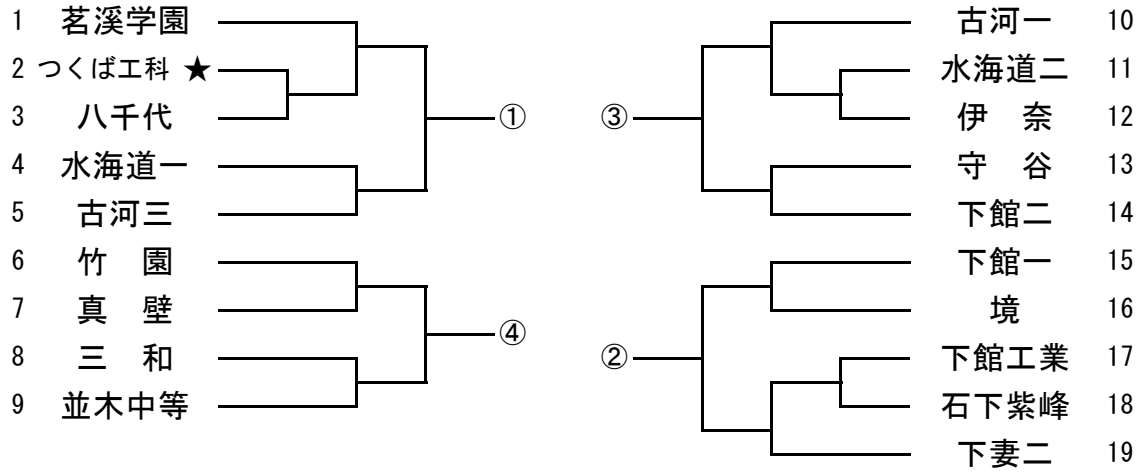 1 茗溪学園
2 つくば工科 ★
3 八千代
①
4 水海道一
5 古河三
6 竹　園
7 真　壁
④
8 三　和
9 並木中等
古河一 10
水海道二 11
③
伊　奈 12
守　谷 13
下館二 14
下館一 15
境 16
②
下館工業 17
石下紫峰 18
下妻二 19